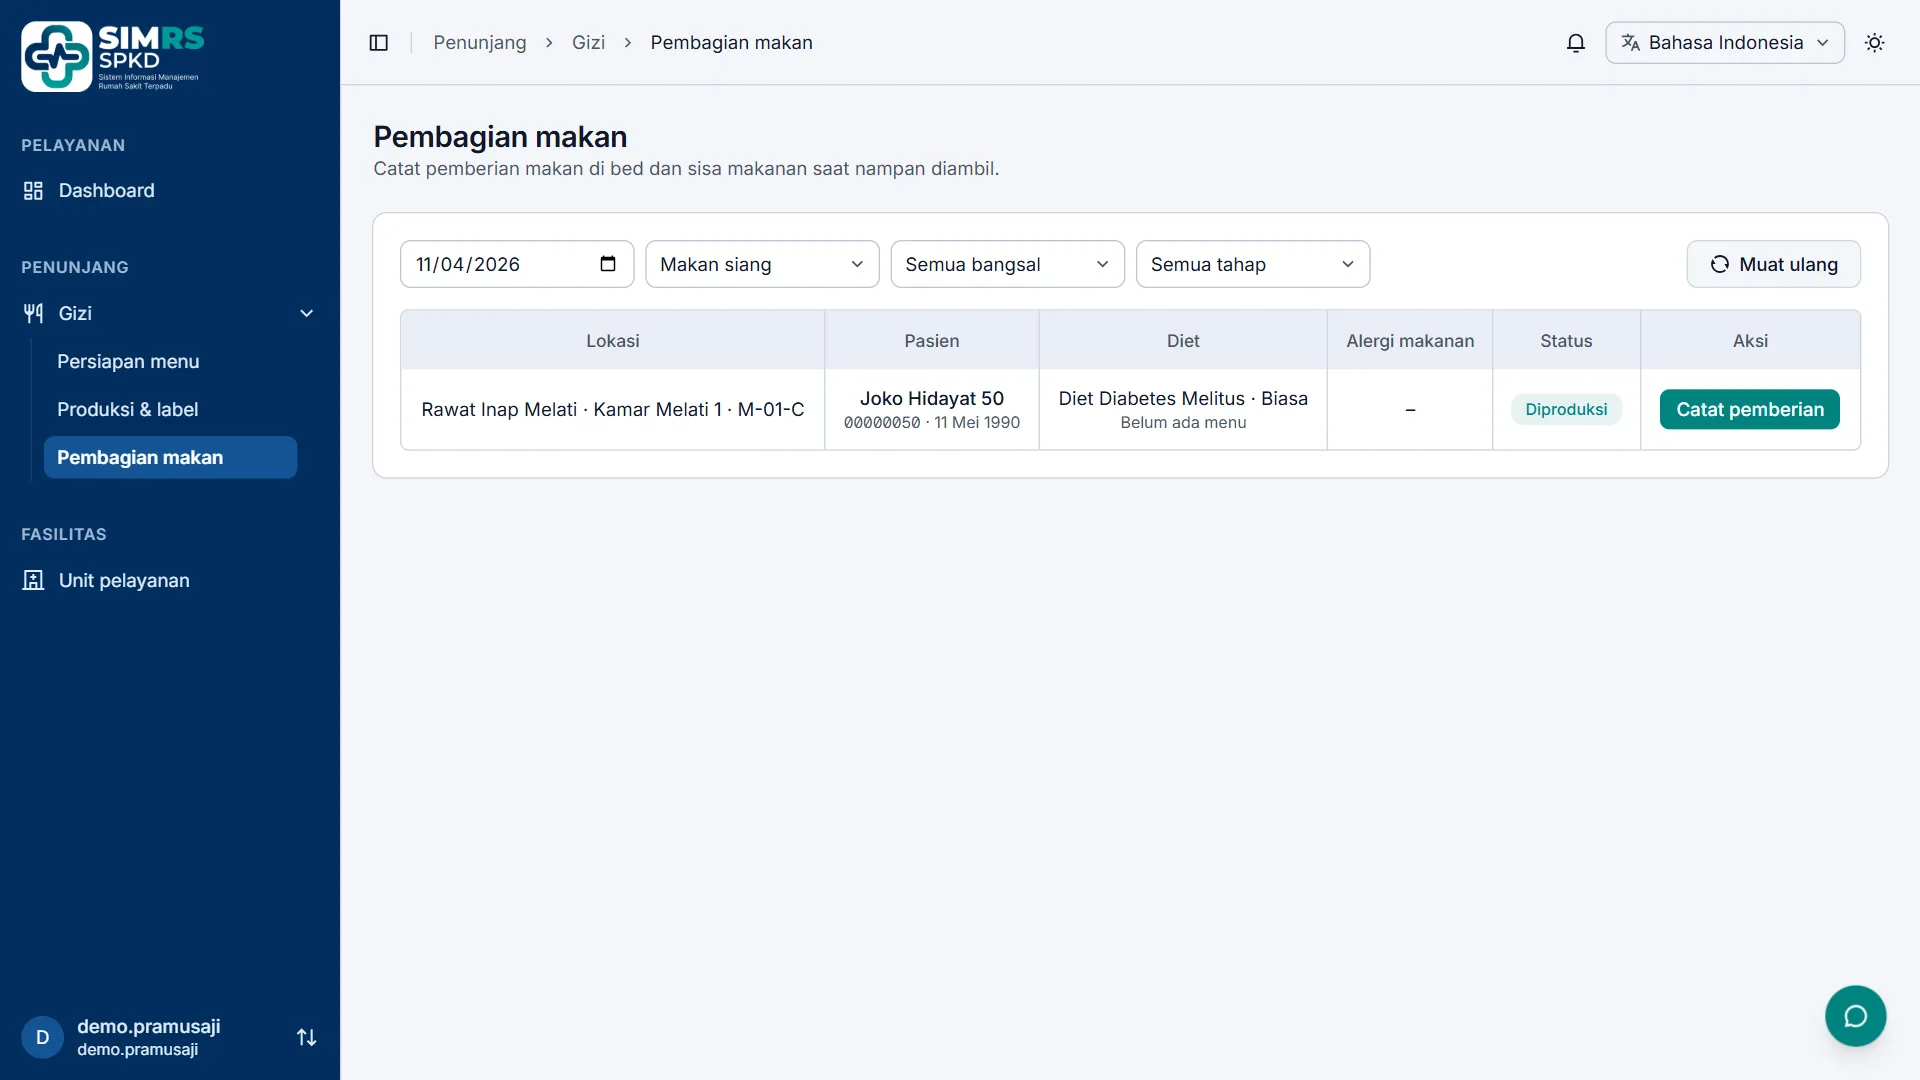 SIMRS
SPKD
Sistem Informasi Manajemen
Rumah Sakit Terpadu
PELAYANAN
Dashboard
PENUNJANG
Gizi
Persiapan menu
Produksi & label
Pembagian makan
FASILITAS
Unit pelayanan
D
demo.pramusaji
demo.pramusaji
Penunjang > Gizi > Pembagian makan
Bahasa Indonesia
Pembagian makan
Catat pemberian makan di bed dan sisa makanan saat nampan diambil.
11/04/2026 Makan siang Semua bangsal Semua tahap Muat ulang
Lokasi Pasien Diet Alergi makanan Status Aksi
Rawat Inap Melati · Kamar Melati 1 · M-01-C
Joko Hidayat 50
00000050 · 11 Mei 1990
Diet Diabetes Melitus · Biasa
Belum ada menu
–
Diproduksi
Catat pemberian